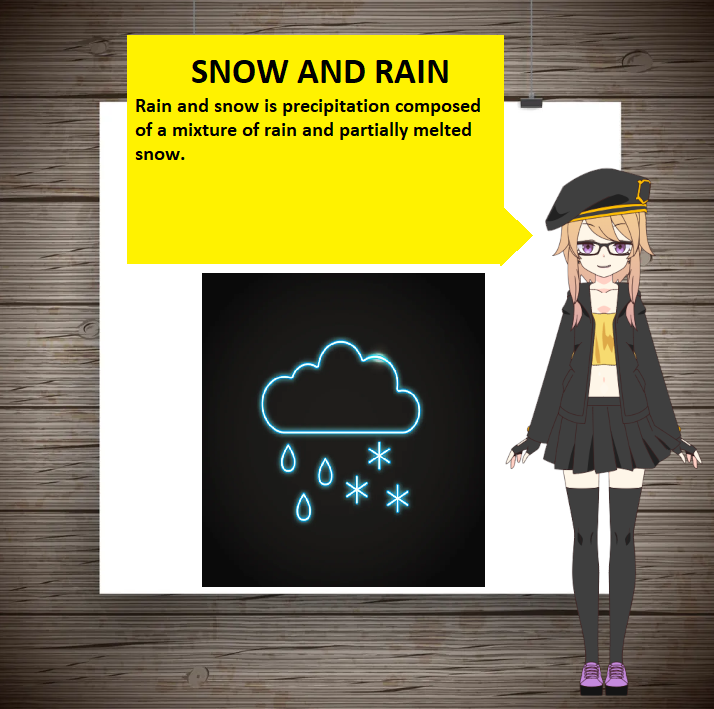 SNOW AND RAIN
Rain and snow is precipitation composed
of a mixture of rain and partially melted
snow.